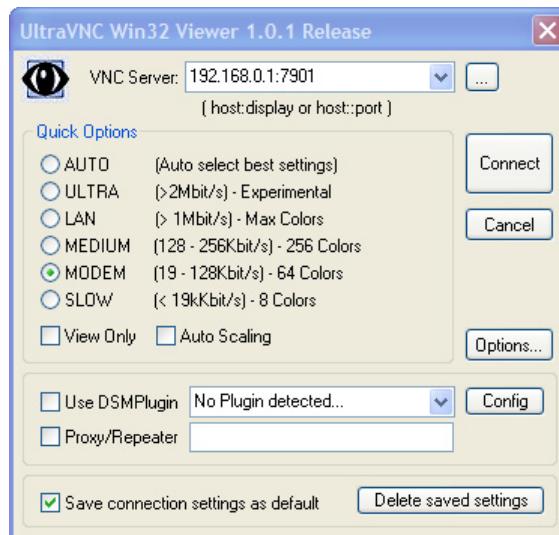 UltraVNC Win32 Viewer 1.0.1 Release
VNC Server: 192.168.0.1:7901 ...
( host:display or host::port )
Quick Options
AUTO (Auto select best settings)
ULTRA (>2Mbit/s) - Experimental
LAN (> 1Mbit/s) - Max Colors
MEDIUM (128 - 256Kbit/s) - 256 Colors
MODEM (19 - 128Kbit/s) - 64 Colors
SLOW (< 19kKbit/s) - 8 Colors
View Only Auto Scaling
Connect
Cancel
Options...
Use DSMPlugin No Plugin detected... Config
Proxy/Repeater
Save connection settings as default Delete saved settings